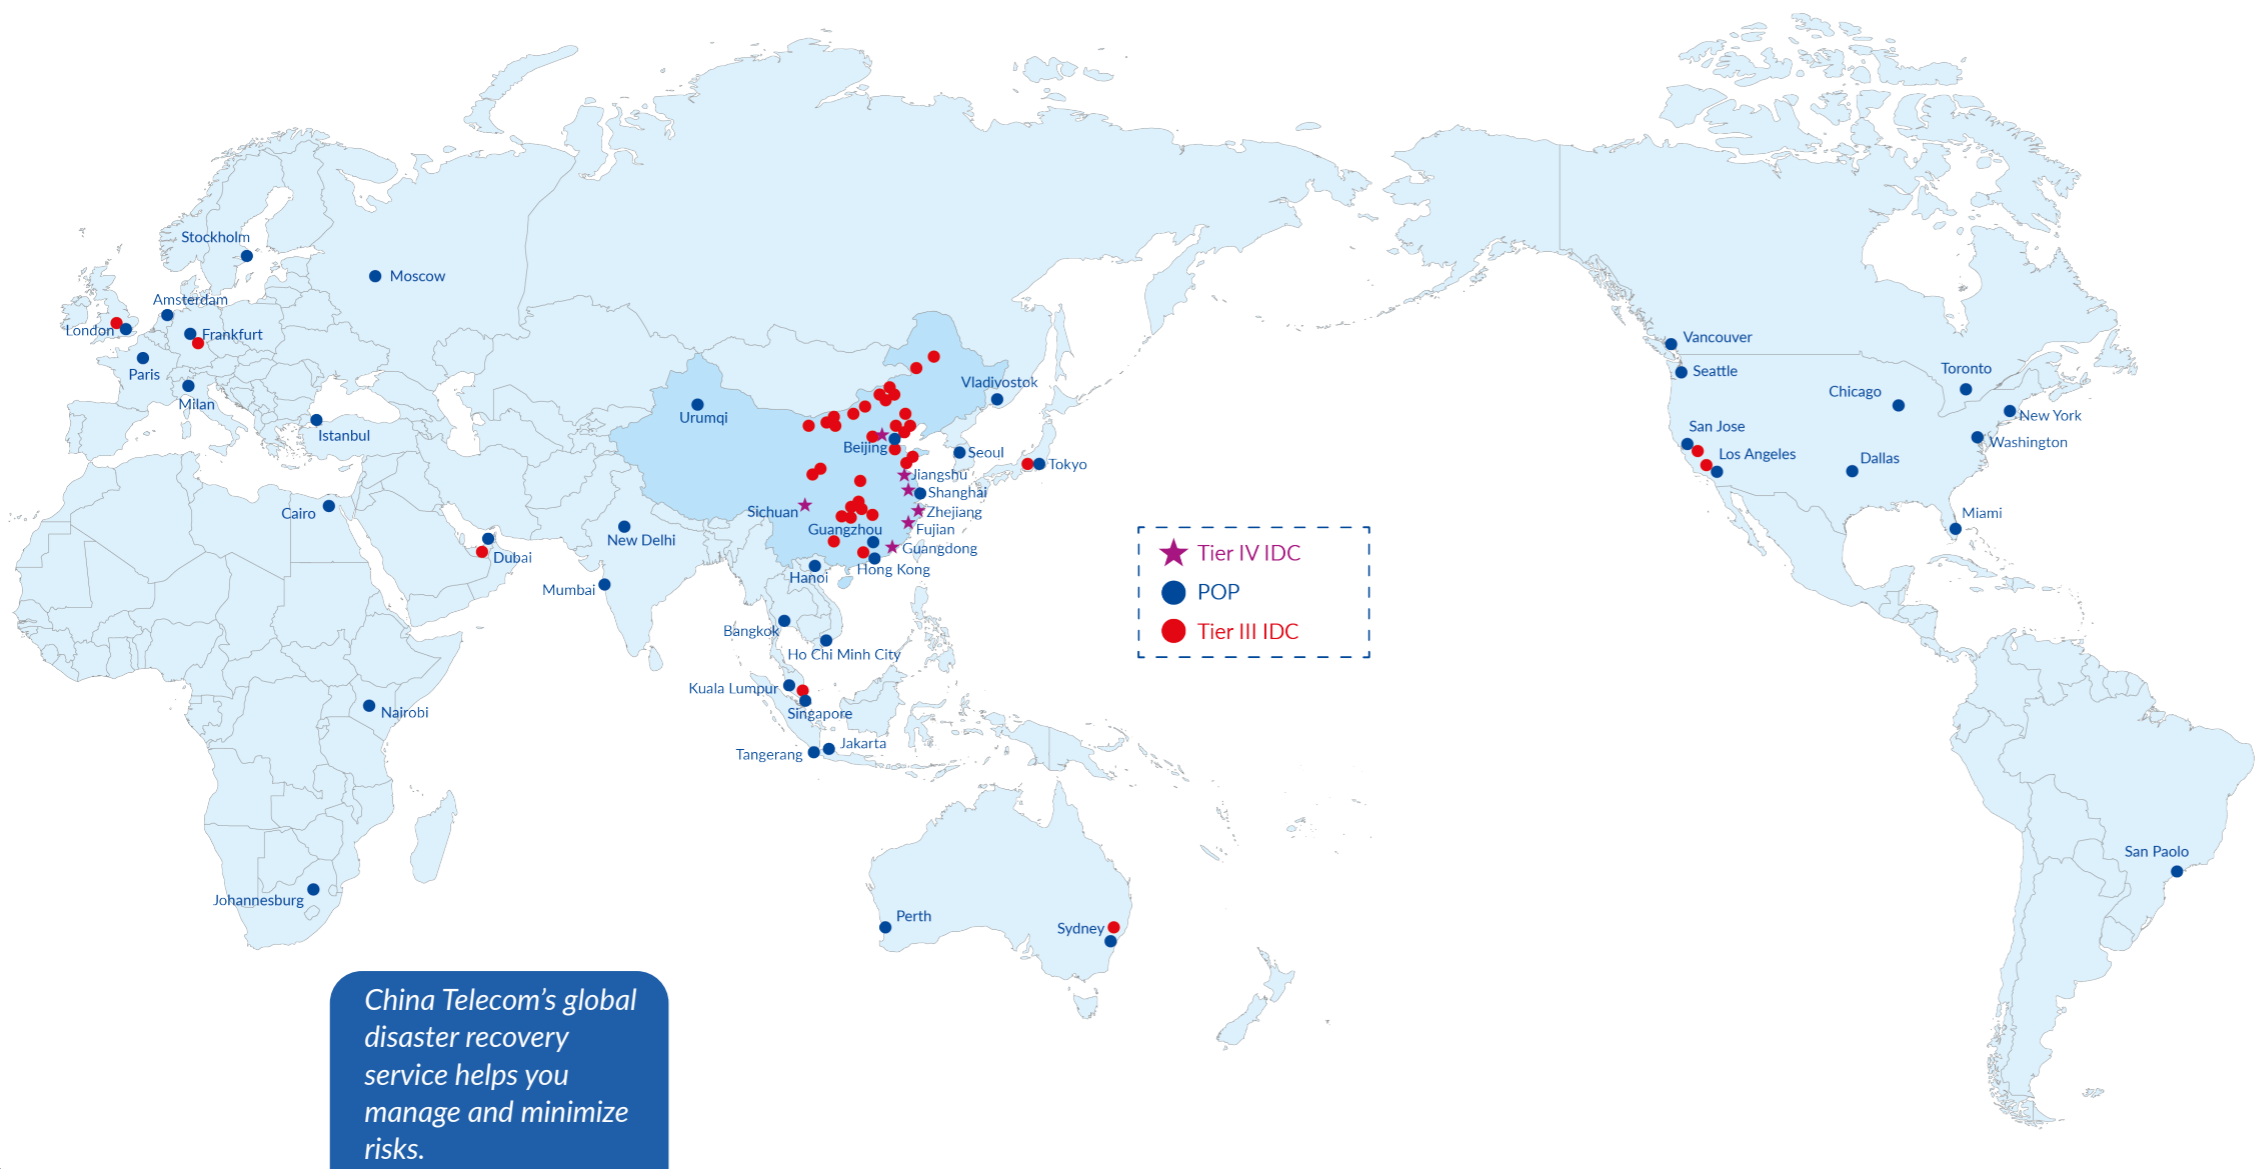 Stockholm
Moscow
Amsterdam
London
Frankfurt
Paris
Milan
Istanbul
Cairo
Dubai
Nairobi
Johannesburg
Urumqi
Vladivostok
Beijing
Seoul
Tokyo
Jiangshu
Shanghai
Sichuan
Zhejiang
Guangzhou
Fujian
Guangdong
New Delhi
Hanoi
Hong Kong
Mumbai
Bangkok
Ho Chi Minh City
Kuala Lumpur
Singapore
Jakarta
Tangerang
Perth
Sydney
Tier IV IDC
POP
Tier III IDC
Vancouver
Seattle
Toronto
Chicago
New York
San Jose
Washington
Los Angeles
Dallas
Miami
San Paolo
China Telecom’s global
disaster recovery
service helps you
manage and minimize
risks.